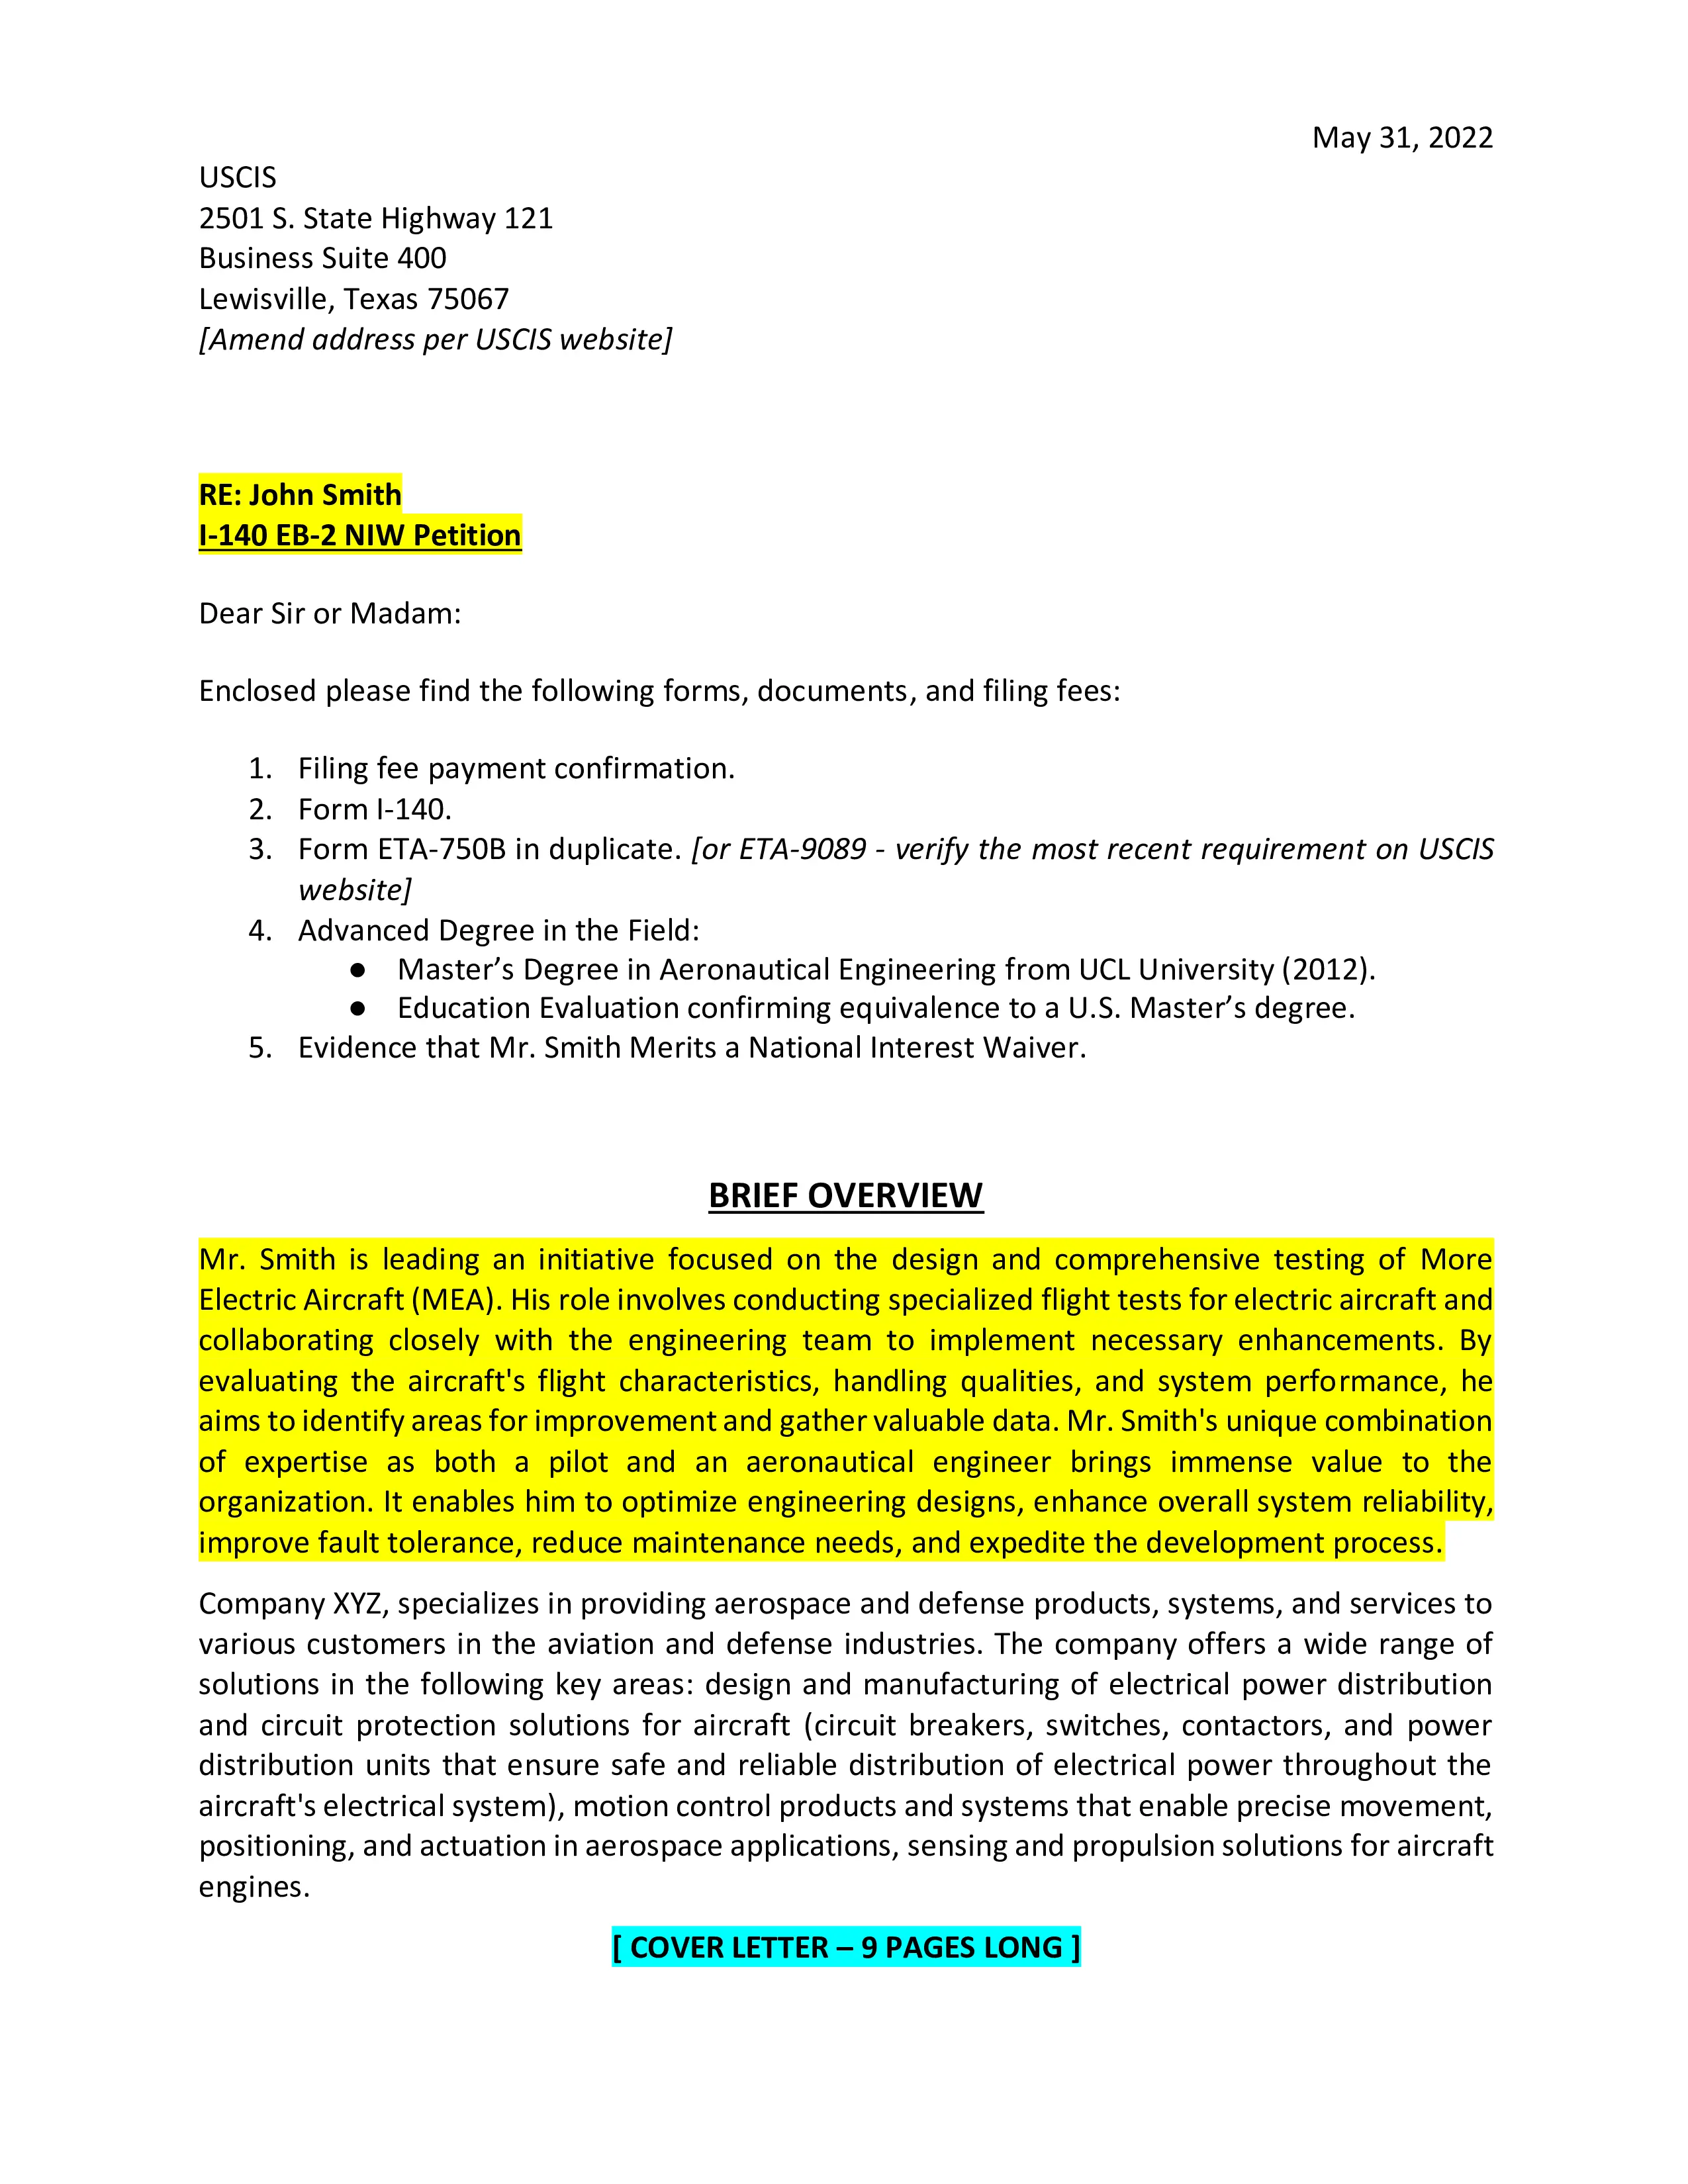 May 31, 2022
USCIS
2501 S. State Highway 121
Business Suite 400
Lewisville, Texas 75067
[Amend address per USCIS website]
RE: John Smith
I-140 EB-2 NIW Petition
Dear Sir or Madam:
Enclosed please find the following forms, documents, and filing fees:
1. Filing fee payment confirmation.
2. Form I-140.
3. Form ETA-750B in duplicate. [or ETA-9089 - verify the most recent requirement on USCIS
website]
4. Advanced Degree in the Field:
● Master’s Degree in Aeronautical Engineering from UCL University (2012).
● Education Evaluation confirming equivalence to a U.S. Master’s degree.
5. Evidence that Mr. Smith Merits a National Interest Waiver.
BRIEF OVERVIEW
Mr. Smith is leading an initiative focused on the design and comprehensive testing of More
Electric Aircraft (MEA). His role involves conducting specialized flight tests for electric aircraft and
collaborating closely with the engineering team to implement necessary enhancements. By
evaluating the aircraft's flight characteristics, handling qualities, and system performance, he
aims to identify areas for improvement and gather valuable data. Mr. Smith's unique combination
of expertise as both a pilot and an aeronautical engineer brings immense value to the
organization. It enables him to optimize engineering designs, enhance overall system reliability,
improve fault tolerance, reduce maintenance needs, and expedite the development process.
Company XYZ, specializes in providing aerospace and defense products, systems, and services to
various customers in the aviation and defense industries. The company offers a wide range of
solutions in the following key areas: design and manufacturing of electrical power distribution
and circuit protection solutions for aircraft (circuit breakers, switches, contactors, and power
distribution units that ensure safe and reliable distribution of electrical power throughout the
aircraft's electrical system), motion control products and systems that enable precise movement,
positioning, and actuation in aerospace applications, sensing and propulsion solutions for aircraft
engines.
[ COVER LETTER – 9 PAGES LONG ]